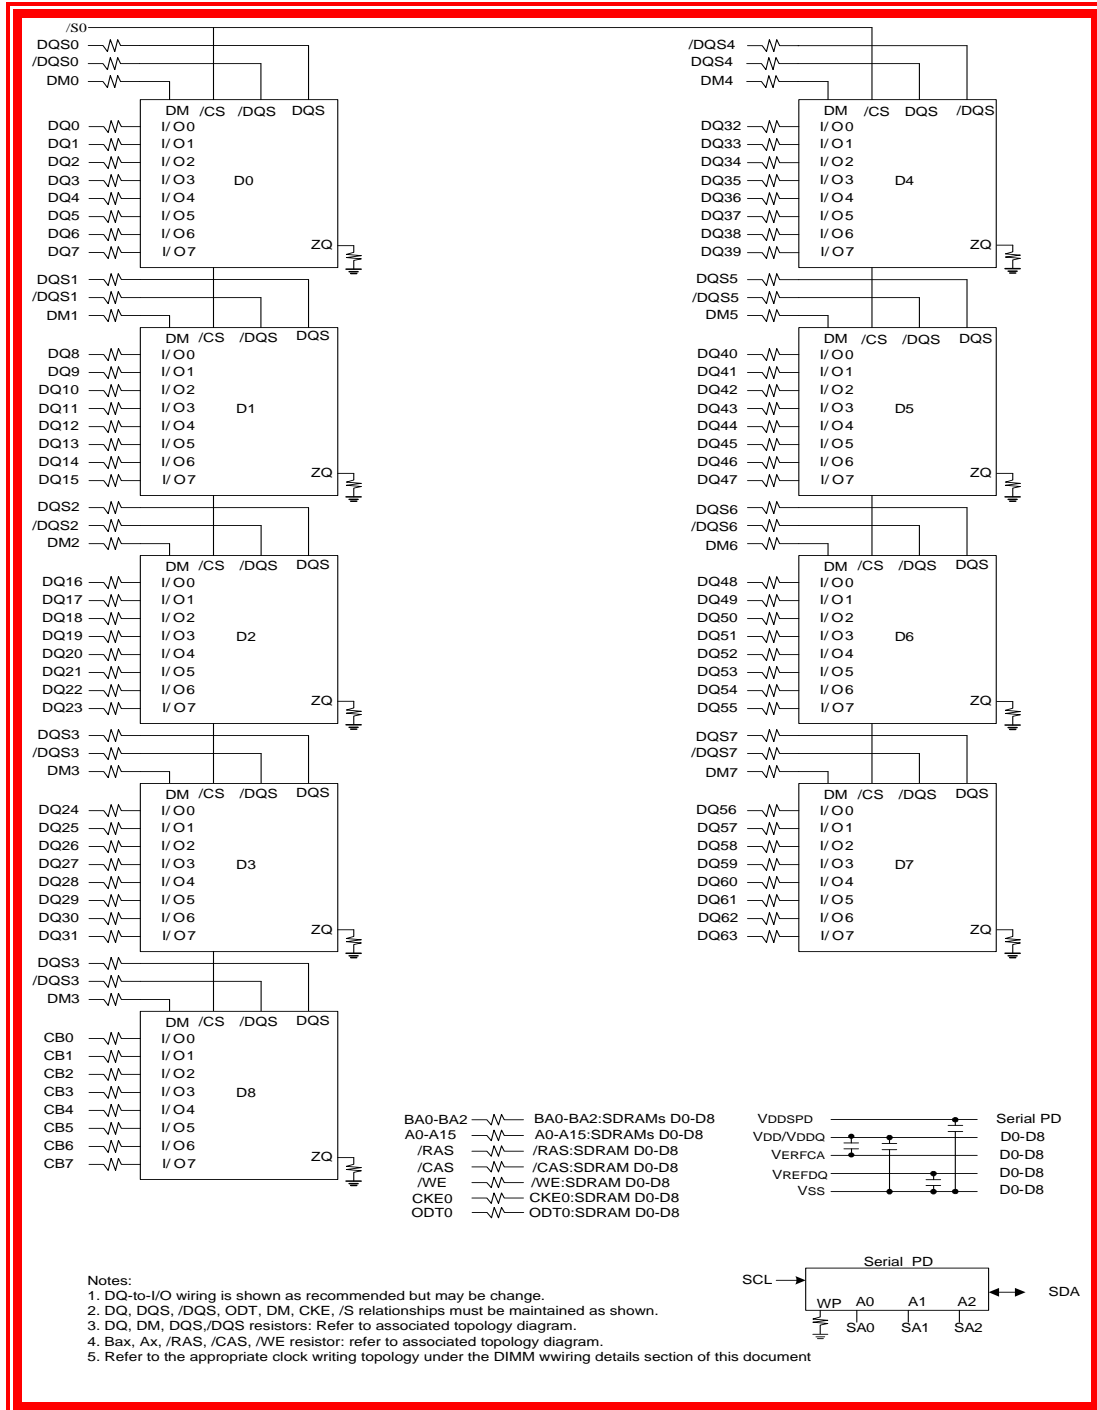 /S0
DQS0
/DQS0
DM0
DM /CS /DQS DQS
DQ0 I/O0
DQ1 I/O1
DQ2 I/O2
DQ3 I/O3 D0
DQ4 I/O4
DQ5 I/O5
DQ6 I/O6
DQ7 I/O7
ZQ
DQS1
/DQS1
DM1
DM /CS /DQS DQS
DQ8 I/O0
DQ9 I/O1
DQ10 I/O2
DQ11 I/O3 D1
DQ12 I/O4
DQ13 I/O5
DQ14 I/O6
DQ15 I/O7
ZQ
DQS2
/DQS2
DM2
DM /CS /DQS DQS
DQ16 I/O0
DQ17 I/O1
DQ18 I/O2
DQ19 I/O3 D2
DQ20 I/O4
DQ21 I/O5
DQ22 I/O6
DQ23 I/O7
ZQ
DQS3
/DQS3
DM3
DM /CS /DQS DQS
DQ24 I/O0
DQ25 I/O1
DQ26 I/O2
DQ27 I/O3 D3
DQ28 I/O4
DQ29 I/O5
DQ30 I/O6
DQ31 I/O7
ZQ
DQS3
/DQS3
DM3
DM /CS /DQS DQS
CB0 I/O0
CB1 I/O1
CB2 I/O2
CB3 I/O3 D8
CB4 I/O4
CB5 I/O5
CB6 I/O6
CB7 I/O7
ZQ
/DQS4
DQS4
DM4
DM /CS DQS /DQS
DQ32 I/O0
DQ33 I/O1
DQ34 I/O2
DQ35 I/O3 D4
DQ36 I/O4
DQ37 I/O5
DQ38 I/O6
DQ39 I/O7
ZQ
DQS5
/DQS5
DM5
DM /CS /DQS DQS
DQ40 I/O0
DQ41 I/O1
DQ42 I/O2
DQ43 I/O3 D5
DQ44 I/O4
DQ45 I/O5
DQ46 I/O6
DQ47 I/O7
ZQ
DQS6
/DQS6
DM6
DM /CS /DQS DQS
DQ48 I/O0
DQ49 I/O1
DQ50 I/O2
DQ51 I/O3 D6
DQ52 I/O4
DQ53 I/O5
DQ54 I/O6
DQ55 I/O7
ZQ
DQS7
/DQS7
DM7
DM /CS /DQS DQS
DQ56 I/O0
DQ57 I/O1
DQ58 I/O2
DQ59 I/O3 D7
DQ60 I/O4
DQ61 I/O5
DQ62 I/O6
DQ63 I/O7
ZQ
BA0-BA2 BA0-BA2:SDRAMs D0-D8
A0-A15 A0-A15:SDRAMs D0-D8
/RAS /RAS:SDRAM D0-D8
/CAS /CAS:SDRAM D0-D8
/WE /WE:SDRAM D0-D8
CKE0 CKE0:SDRAM D0-D8
ODT0 ODT0:SDRAM D0-D8
VDDSPD Serial PD
VDD/VDDQ D0-D8
VERFCA D0-D8
VREFDQ D0-D8
VSS D0-D8
Serial PD
SCL SDA
WP A0 A1 A2
SA0 SA1 SA2
Notes:
1. DQ-to-I/O wiring is shown as recommended but may be change.
2. DQ, DQS, /DQS, ODT, DM, CKE, /S relationships must be maintained as shown.
3. DQ, DM, DQS,/DQS resistors: Refer to associated topology diagram.
4. Bax, Ax, /RAS, /CAS, /WE resistor: refer to associated topology diagram.
5. Refer to the appropriate clock writing topology under the DIMM wwiring details section of this document